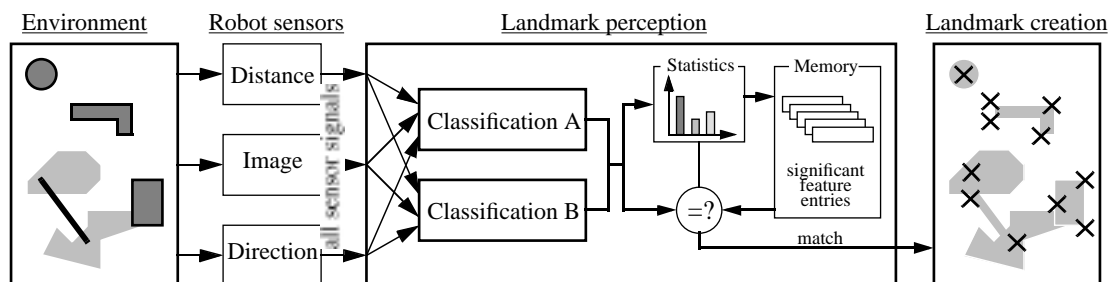 Environment
Robot sensors
Landmark perception
Landmark creation
Distance
Image
Direction
all sensor signals
Classification A
Classification B
Statistics
Memory
significant
feature
entries
=?
match